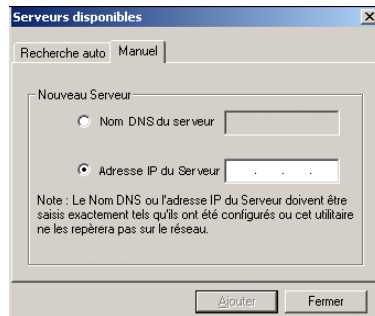 Serveurs disponibles
Recherche auto Manuel
Nouveau Serveur
Nom DNS du serveur
Adresse IP du Serveur . . .
Note : Le Nom DNS ou l'adresse IP du Serveur doivent être
saisis exactement tels qu'ils ont été configurés ou cet utilitaire
ne les repèrera pas sur le réseau.
Ajouter Fermer